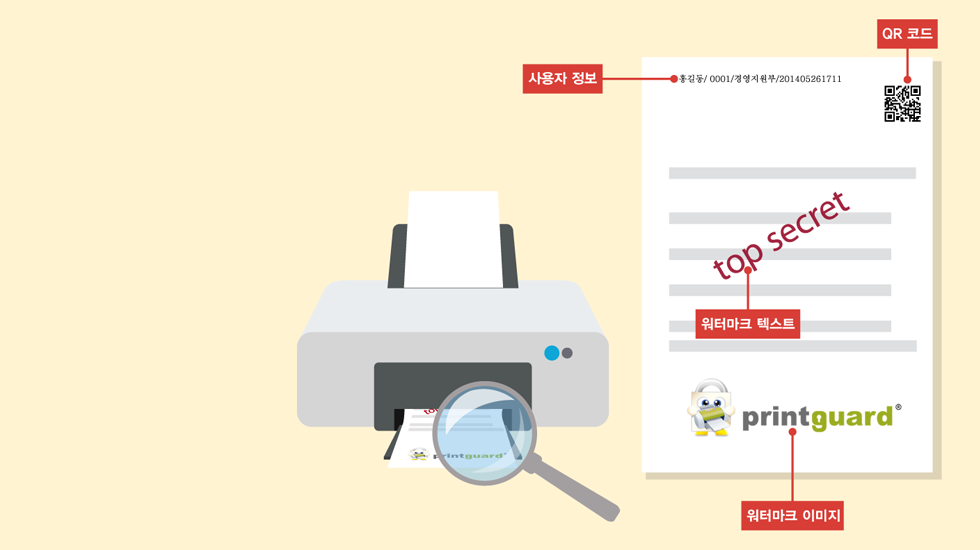 QR 코드
사용자 정보
홍길동/ 0001/경영지원부/201405261711
top secret
워터마크 텍스트
printguard®
워터마크 이미지
top
printguard®